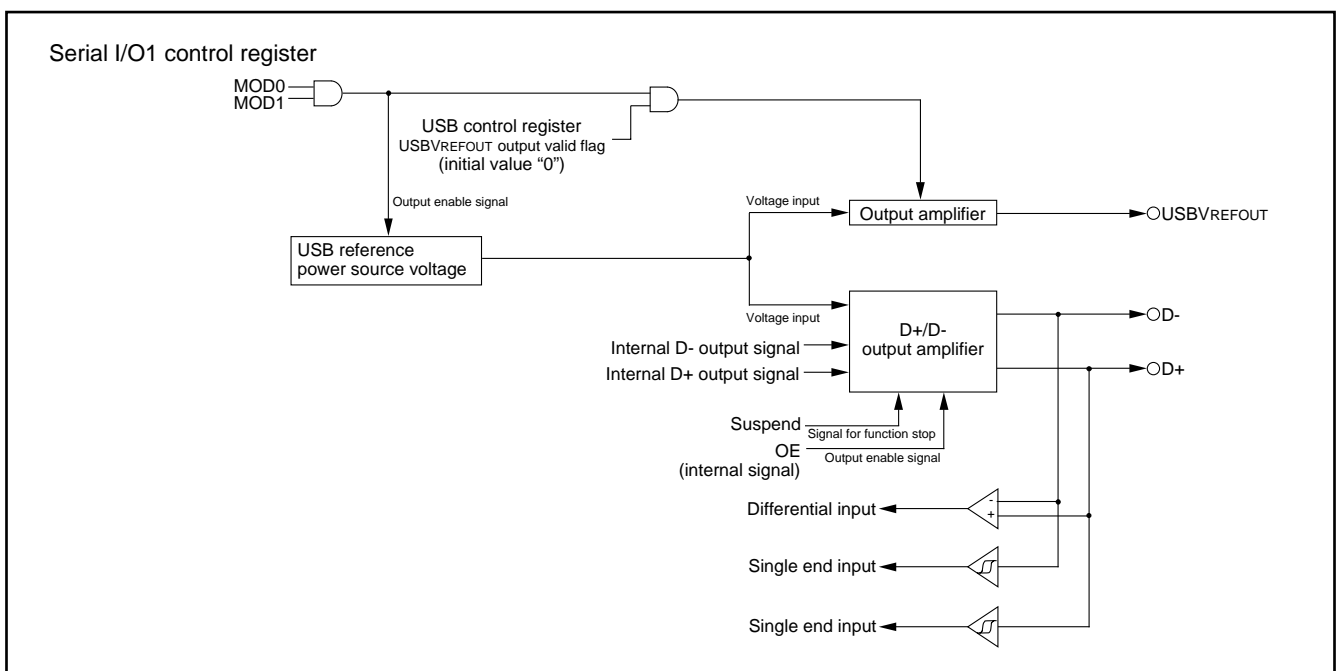 Serial I/O1 control register
MOD0
MOD1
USB control register
USBVREFOUT output valid flag
(initial value “0”)
Output enable signal
Voltage input
Output amplifier
USBVREFOUT
USB reference
power source voltage
Voltage input
D+/D-
output amplifier
D-
D+
Internal D- output signal
Internal D+ output signal
Suspend
Signal for function stop
OE
(internal signal)
Output enable signal
Differential input
-
+
Single end input
Single end input